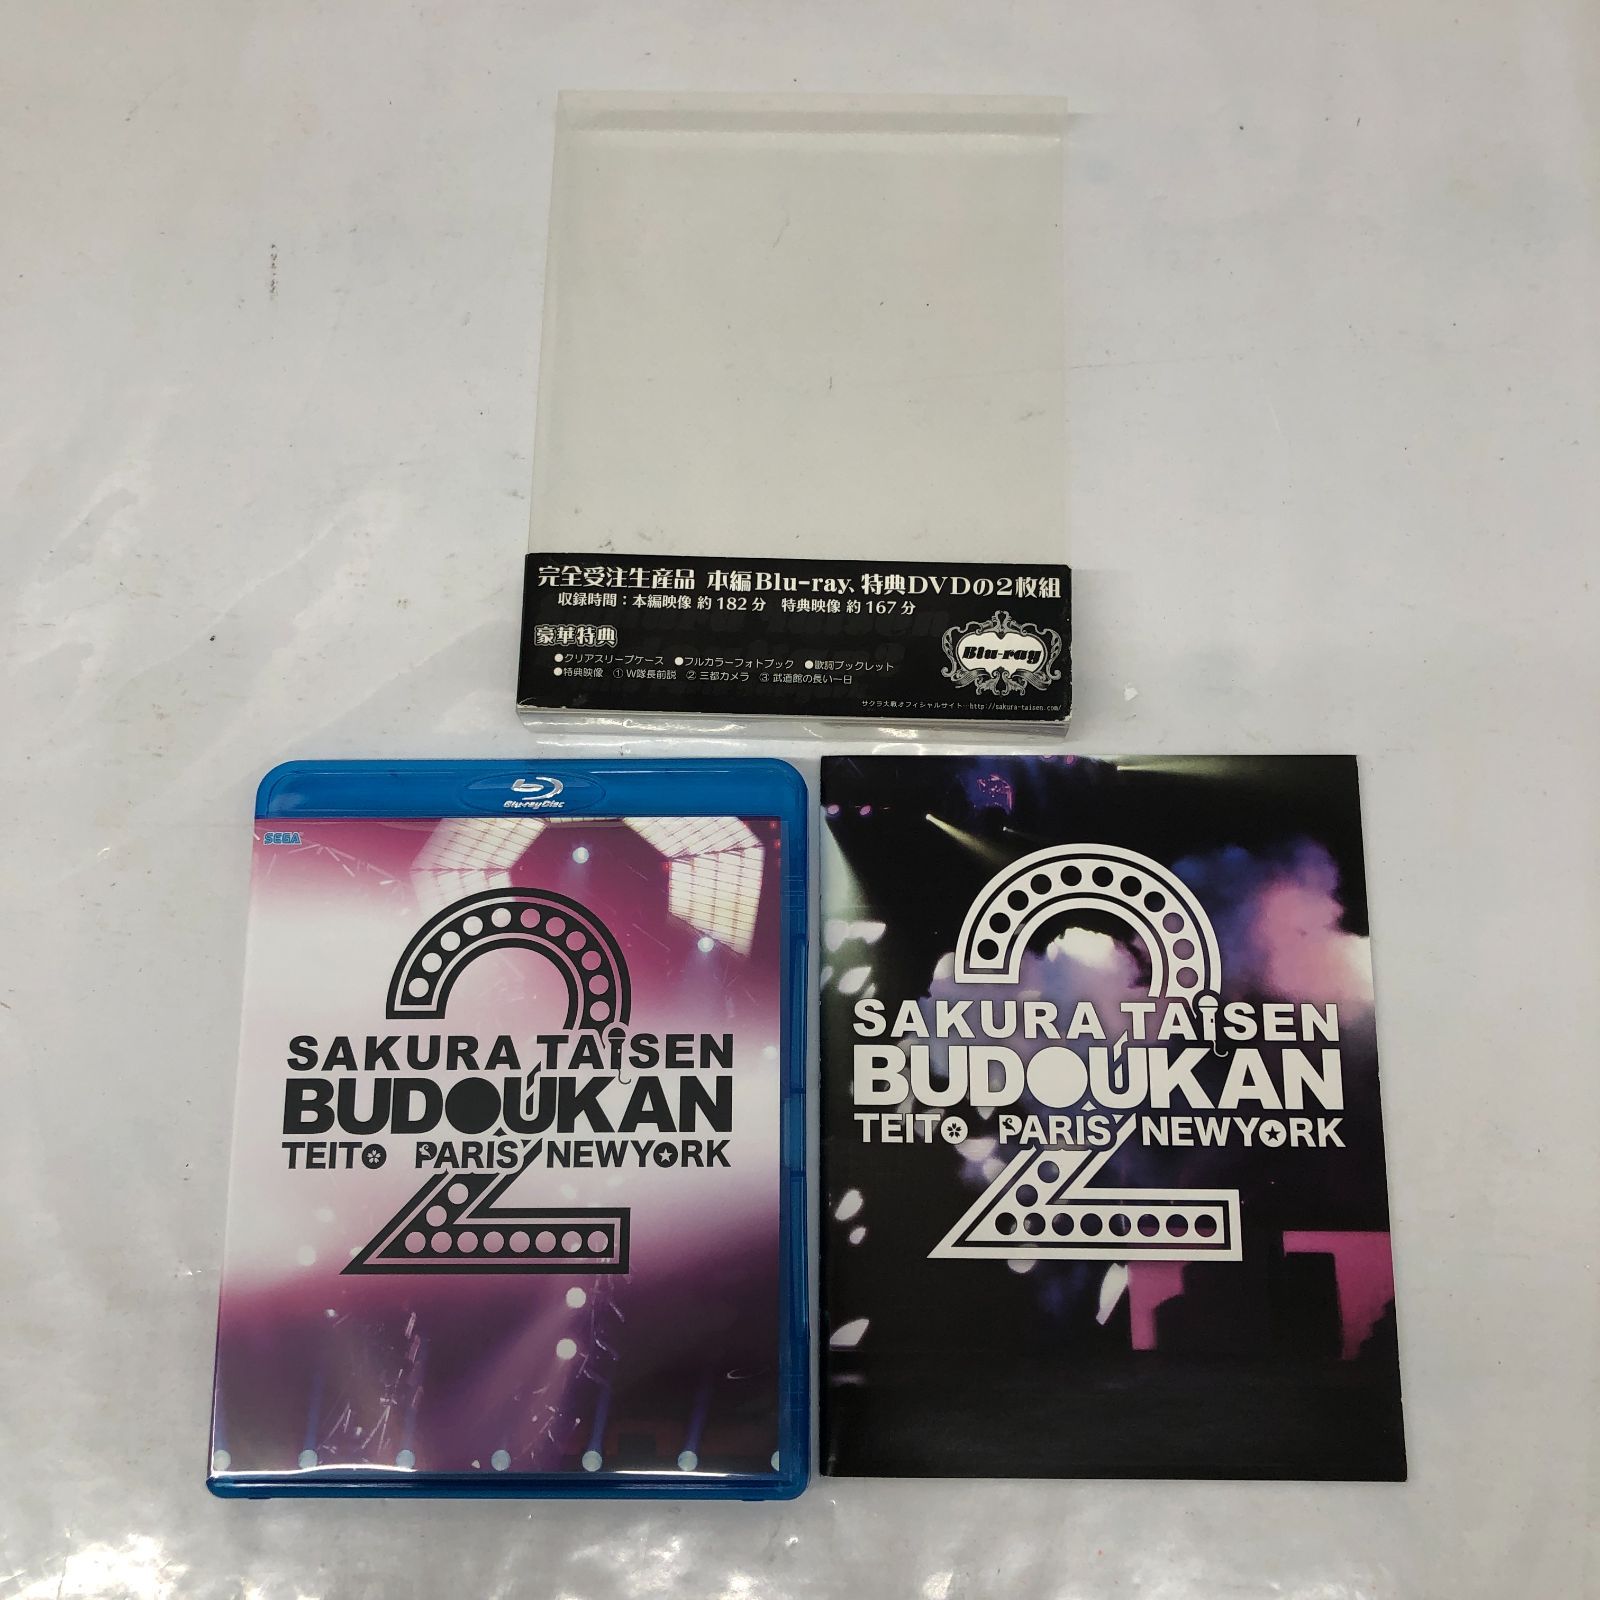 完全受注生産品 本編Blu-ray、特典DVDの2枚組
収録時間：本編映像 約182分 特典映像 約167分
豪華特典
●クリアスリーブケース ●フルカラーフォトブック ●歌詞ブックレット
●特典映像 ①W隊長前説 ②三都カメラ ③武道館の長い一日
Blu-ray
サクラ大戦オフィシャルサイト…http://sakura-taisen.com/
Blu-ray Disc
SEGA
2
SAKURA TAISEN
BUDOUKAN
TEITO PARIS NEWYORK
2
SAKURA TAISEN
BUDOUKAN
TEITO PARIS NEWYORK